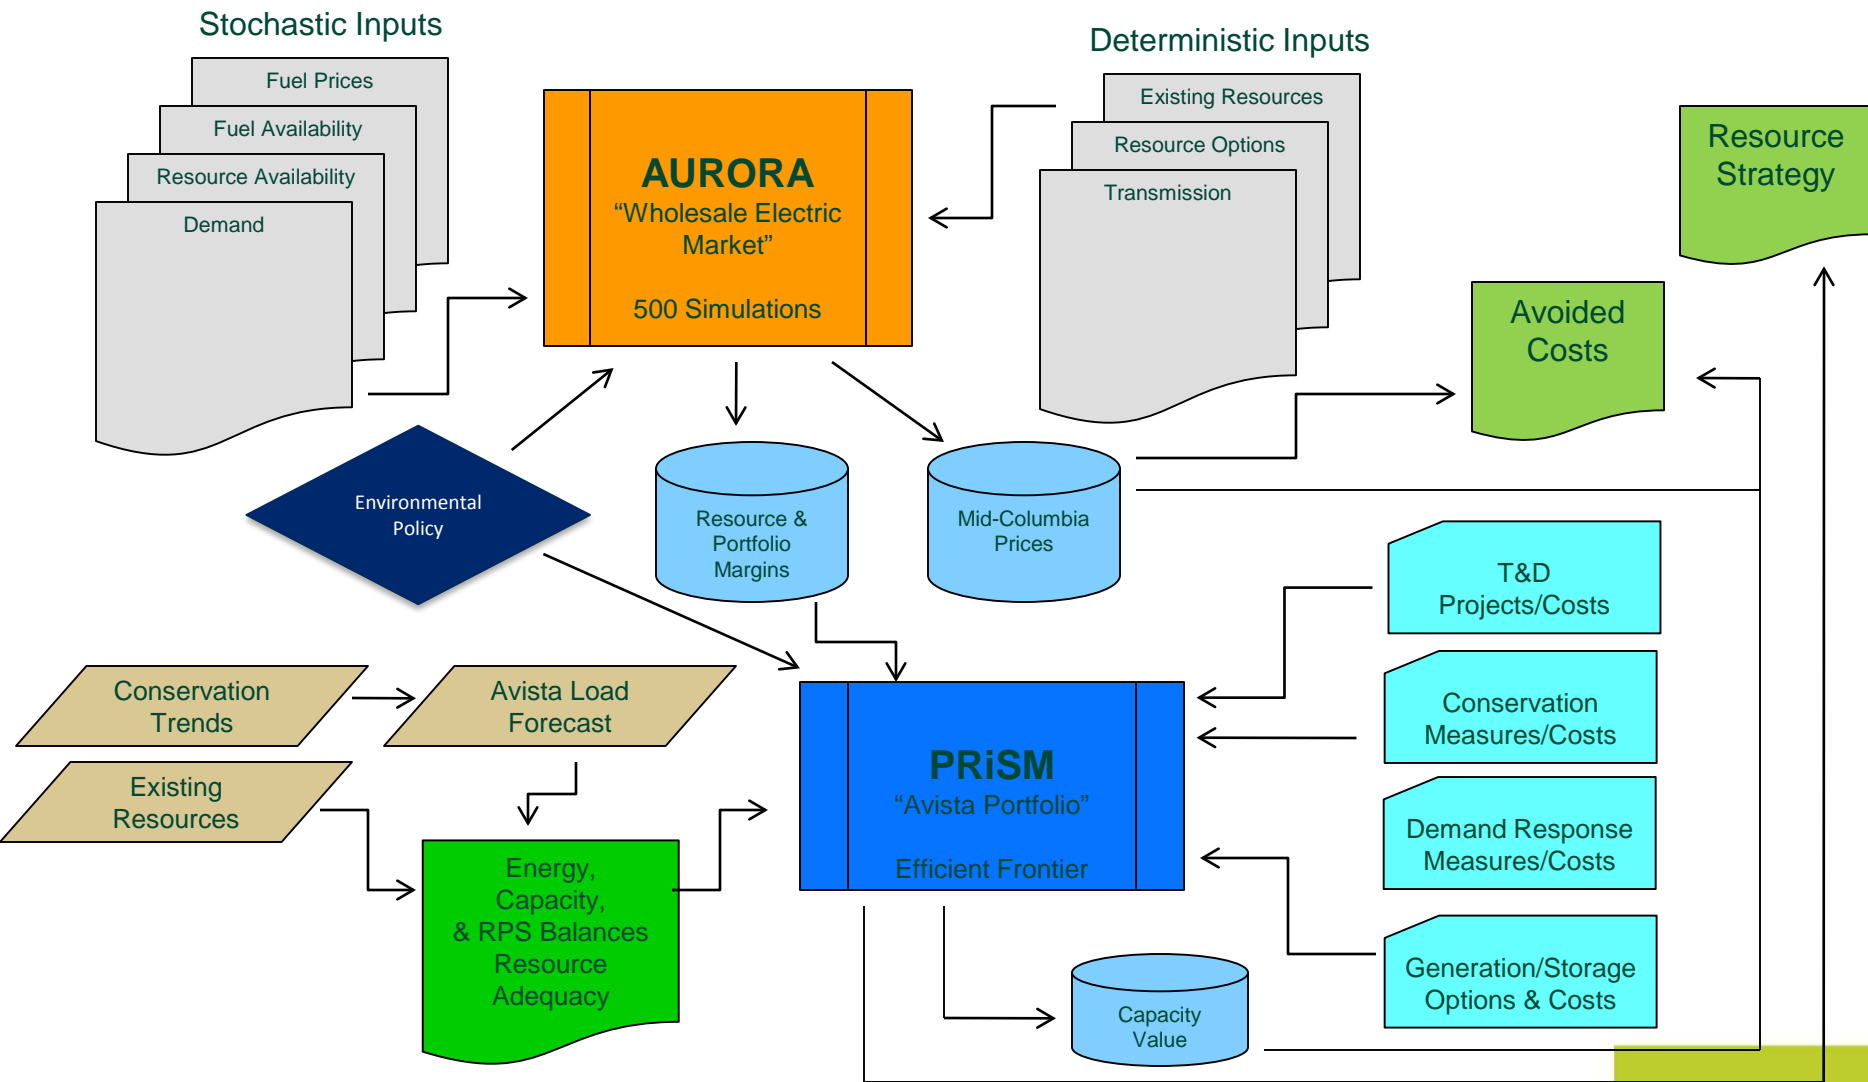 Stochastic Inputs
Deterministic Inputs
Fuel Prices
Fuel Availability
Resource Availability
Demand
AURORA
“Wholesale Electric
Market”
500 Simulations
Existing Resources
Resource Options
Transmission
Resource
Strategy
Avoided
Costs
Environmental
Policy
Resource &
Portfolio
Margins
Mid-Columbia
Prices
T&D
Projects/Costs
Conservation
Measures/Costs
Demand Response
Measures/Costs
Generation/Storage
Options & Costs
Conservation
Trends
Avista Load
Forecast
Existing
Resources
PRiSM
“Avista Portfolio”
Efficient Frontier
Energy,
Capacity,
& RPS Balances
Resource
Adequacy
Capacity
Value